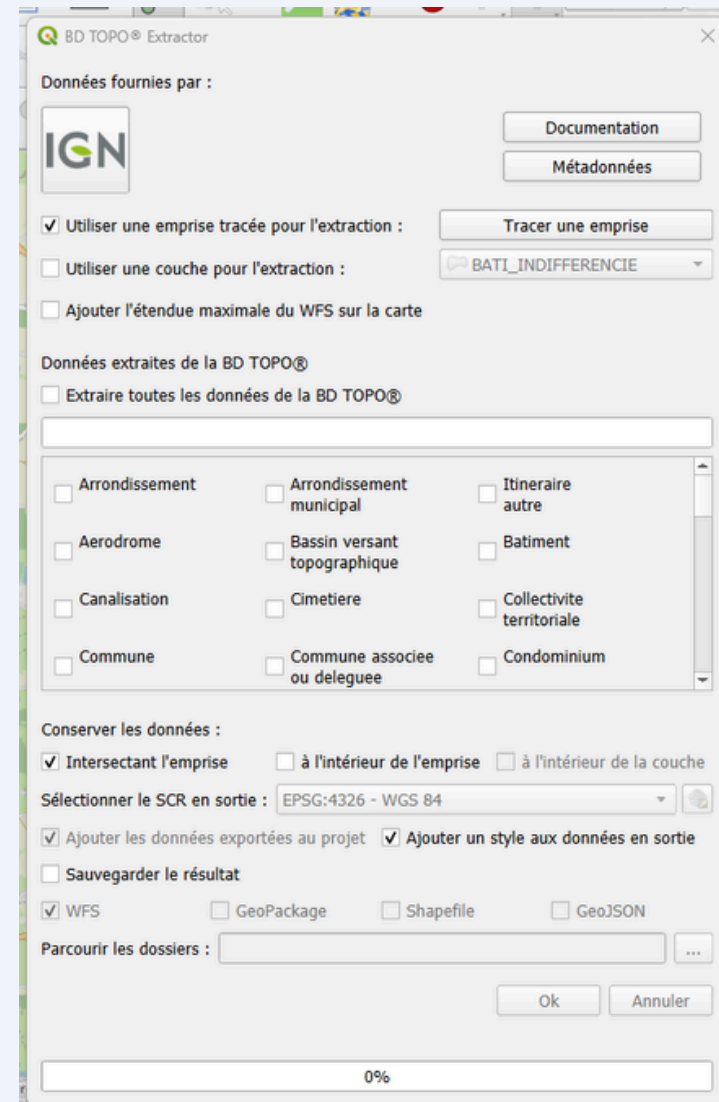 BD TOPO® Extractor
Données fournies par :
IGN
Documentation
Métadonnées
Utiliser une emprise tracée pour l'extraction :
Tracer une emprise
Utiliser une couche pour l'extraction :
BATI_INDIFFERENCIE
Ajouter l'étendue maximale du WFS sur la carte
Données extraites de la BD TOPO®
Extraire toutes les données de la BD TOPO®
Arrondissement
Arrondissement
municipal
Itineraire
autre
Aerodrome
Bassin versant
topographique
Batiment
Canalisation
Cimetiere
Collectivite
territoriale
Commune
Commune associee
ou deleguee
Condominium
Conserver les données :
Intersectant l'emprise
à l'intérieur de l'emprise
à l'intérieur de la couche
Sélectionner le SCR en sortie :
EPSG:4326 - WGS 84
Ajouter les données exportées au projet
Ajouter un style aux données en sortie
Sauvegarder le résultat
WFS
GeoPackage
Shapefile
GeoJSON
Parcourir les dossiers :
...
Ok
Annuler
0%